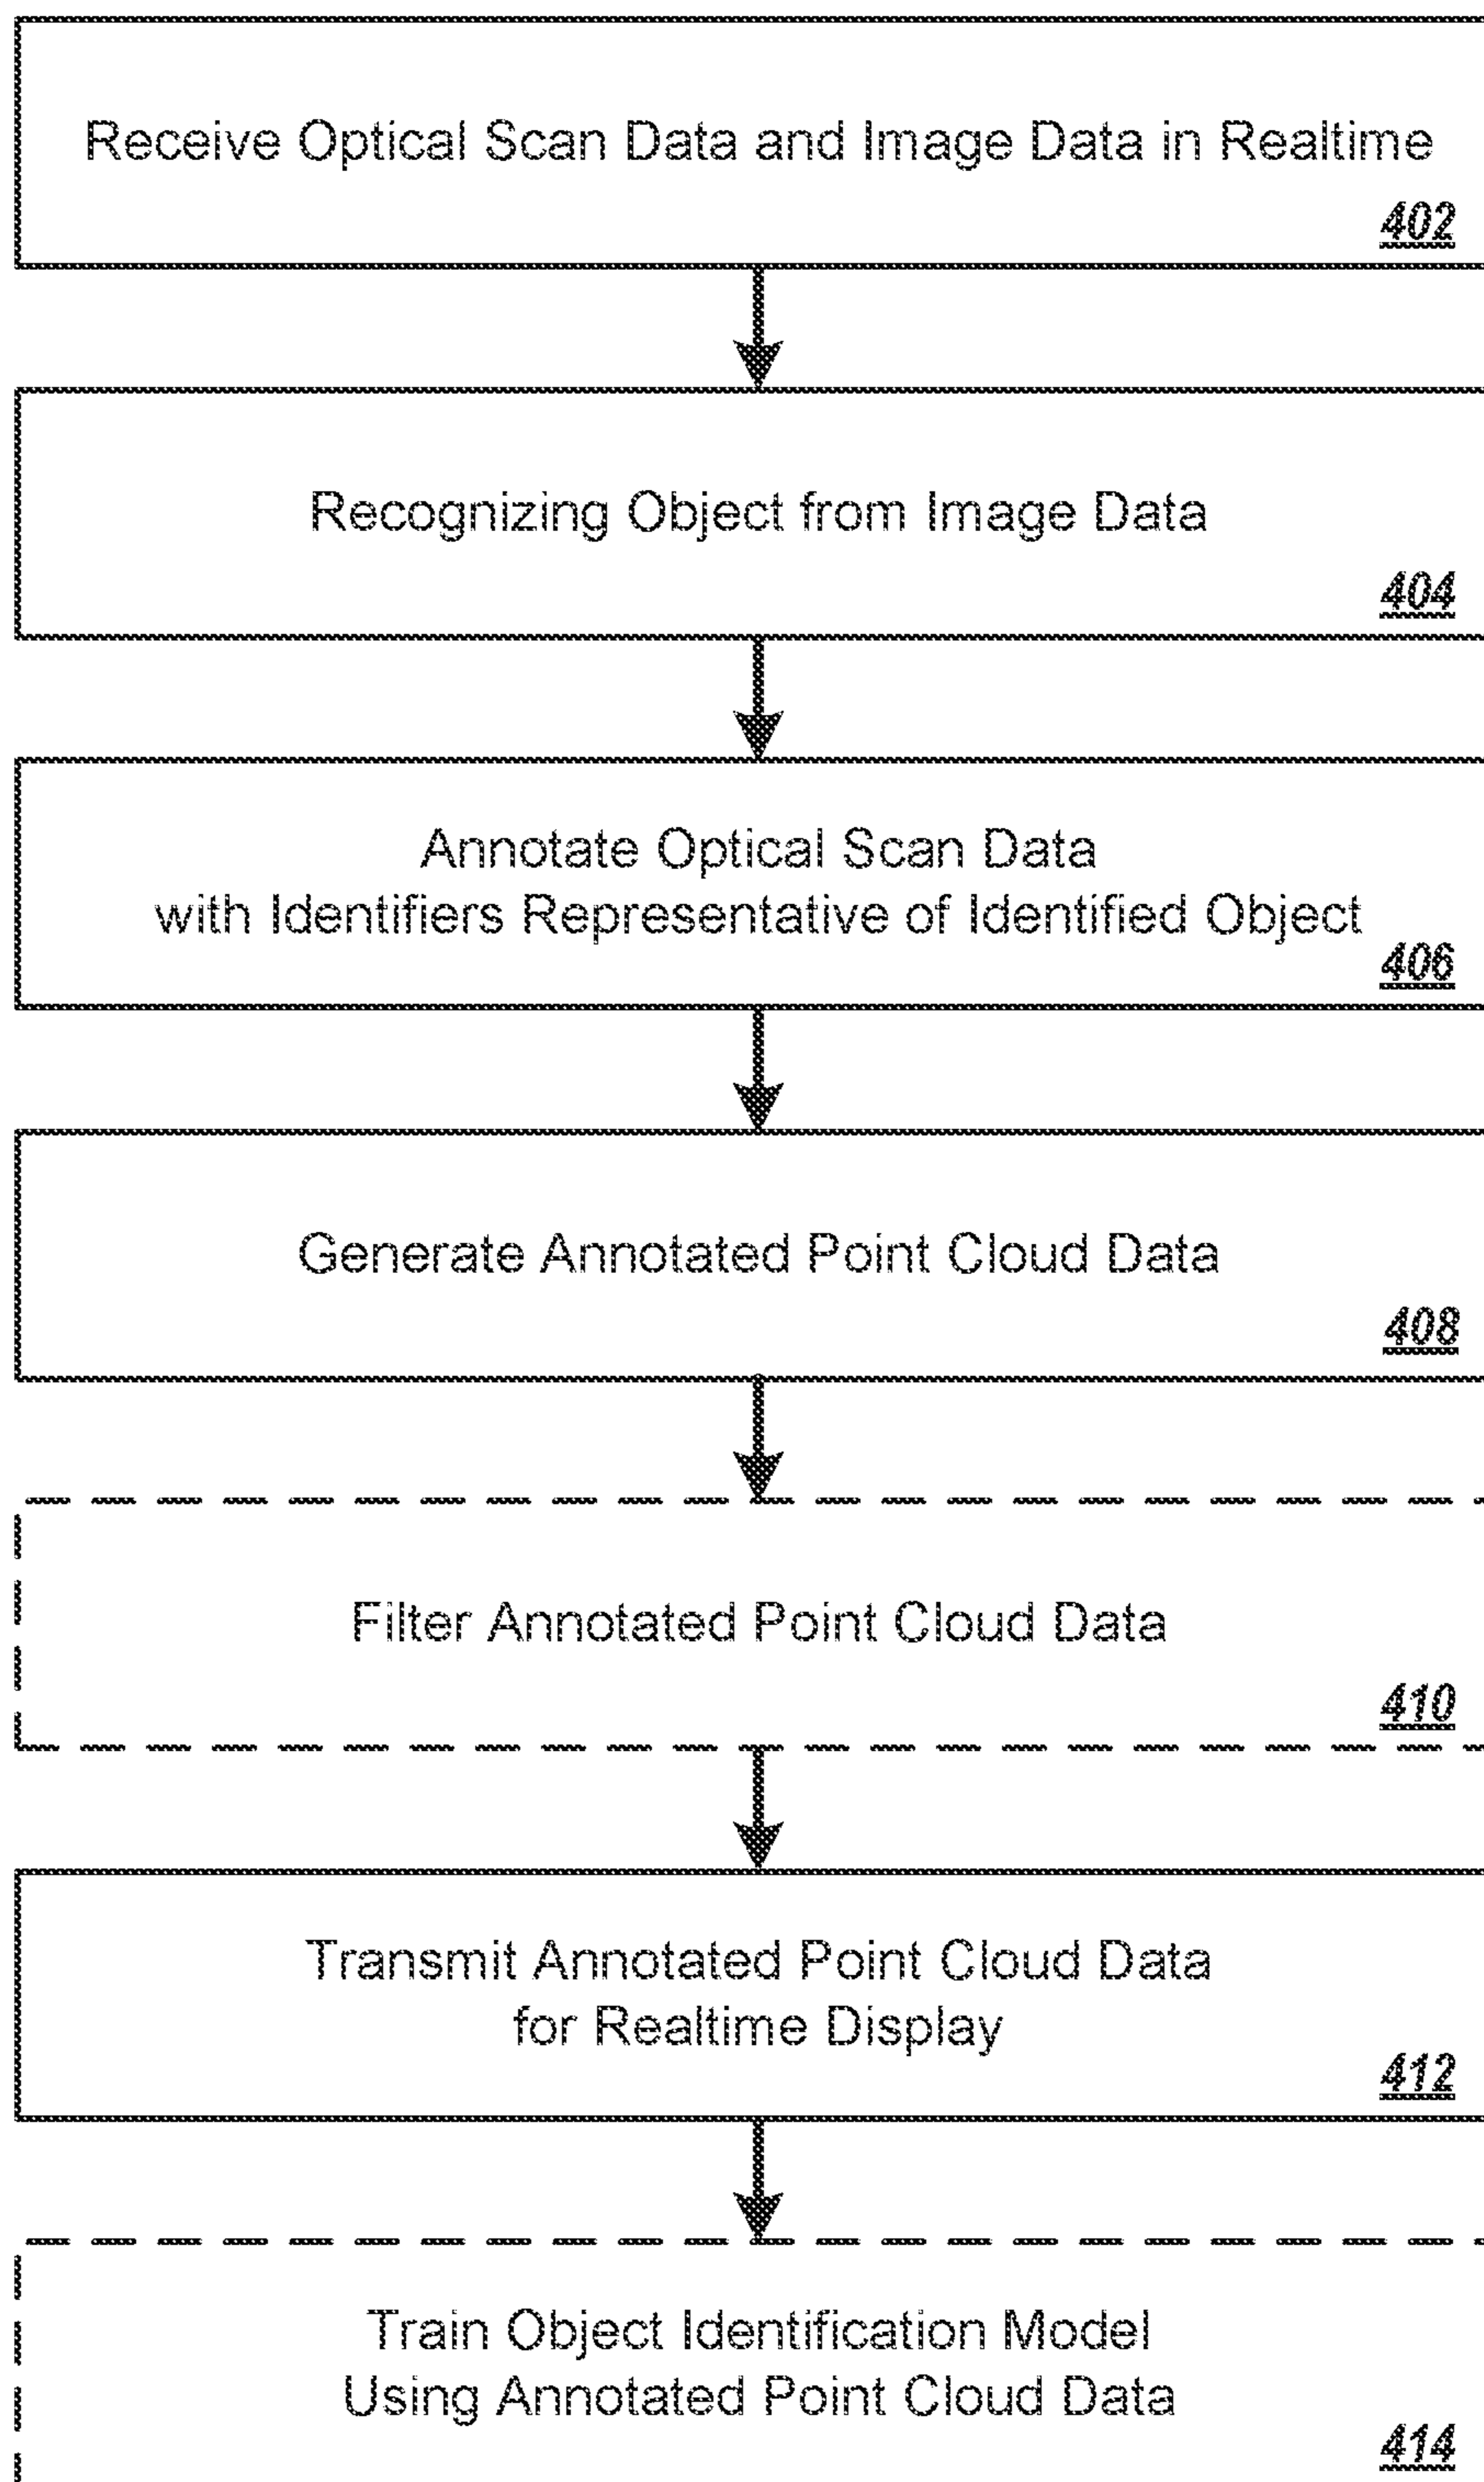 Receive Optical Scan Data and Image Data in Realtime
402
Recognizing Object from Image Data
404
Annotate Optical Scan Data
with Identifiers Representative of Identified Object
406
Generate Annotated Point Cloud Data
408
Filter Annotated Point Cloud Data
410
Transmit Annotated Point Cloud Data
for Realtime Display
412
Train Object Identification Model
Using Annotated Point Cloud Data
414